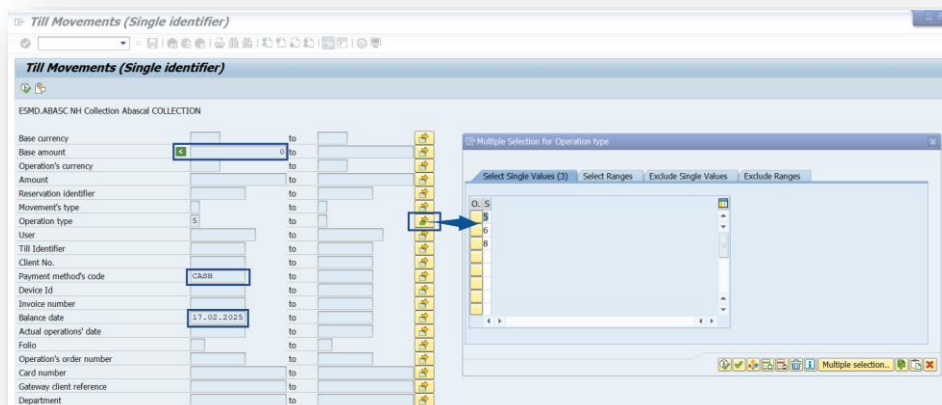 Till Movements (Single identifier)
Till Movements (Single identifier)
ESMD.ABASC NH Collection Abascal COLLECTION
Base currency to
Base amount 0 to
Operation's currency to
Amount to
Reservation identifier to
Movement's type to
Operation type 5 to
User to
Till Identifier to
Client No. to
Payment method's code CASH to
Device Id to
Invoice number to
Balance date 17.02.2025 to
Actual operations' date to
Folio to
Operation's order number to
Card number to
Gateway client reference to
Department to
Multiple Selection for Operation type
Select Single Values (3) Select Ranges Exclude Single Values Exclude Ranges
O. S
5
6
8
Multiple selection...